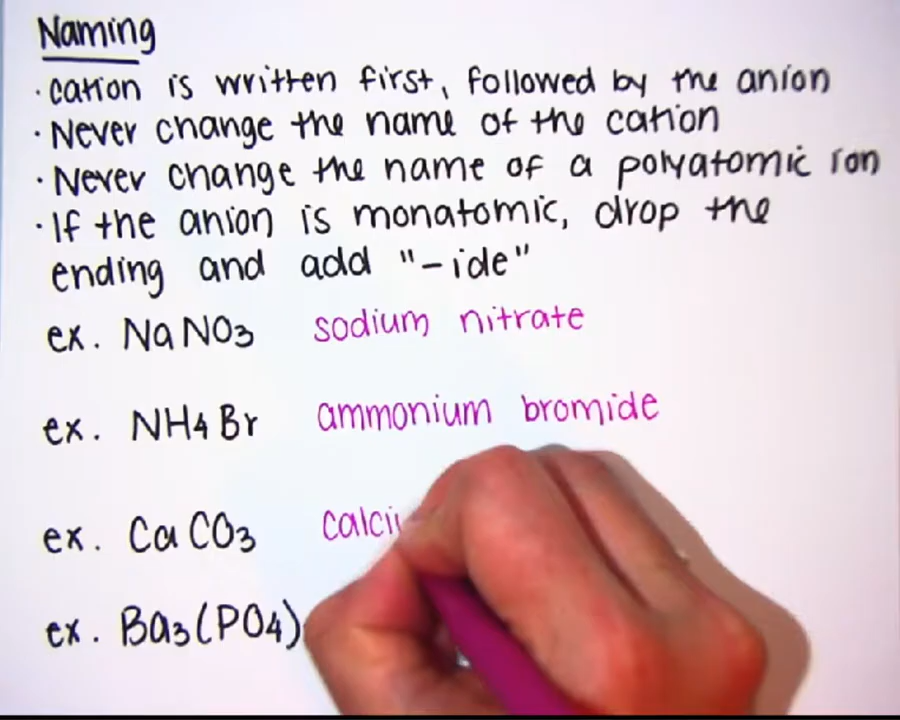 Naming
· cation is written first, followed by the anion
· Never change the name of the cation
· Never change the name of a polyatomic ion
· If the anion is monatomic, drop the
ending and add "-ide"
ex. NaNO3 sodium nitrate
ex. NH4Br ammonium bromide
ex. CaCO3 calci
ex. Ba3(PO4)